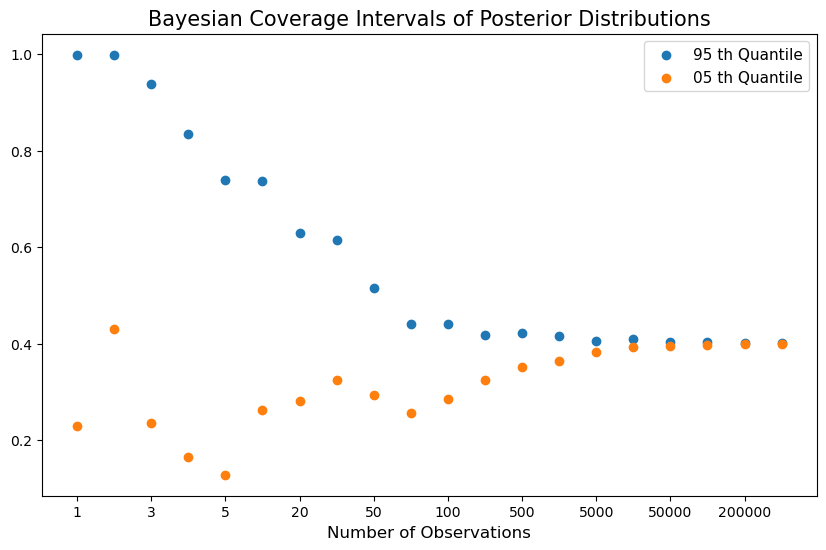 Bayesian Coverage Intervals of Posterior Distributions
95 th Quantile
05 th Quantile
1.0
0.8
0.6
0.4
0.2
1 3 5 20 50 100 500 5000 50000 200000
Number of Observations